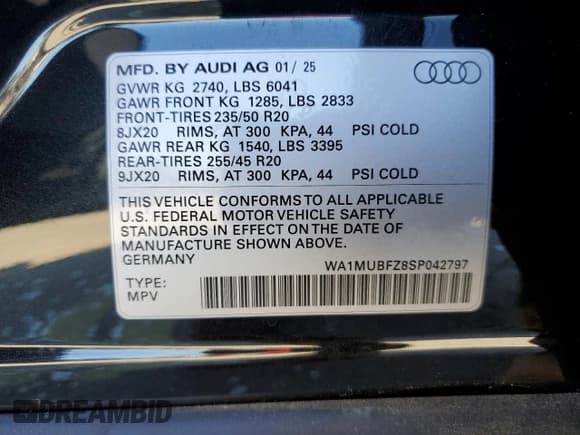 MFD. BY AUDI AG 01/ 25
GVWR KG 2740, LBS 6041
GAWR FRONT KG 1285, LBS 2833
FRONT-TIRES 235/50 R20
8JX20 RIMS, AT 300 KPA, 44 PSI COLD
GAWR REAR KG 1540, LBS 3395
REAR-TIRES 255/45 R20
9JX20 RIMS, AT 300 KPA, 44 PSI COLD
THIS VEHICLE CONFORMS TO ALL APPLICABLE
U.S. FEDERAL MOTOR VEHICLE SAFETY
STANDARDS IN EFFECT ON THE DATE OF
MANUFACTURE SHOWN ABOVE.
GERMANY
WA1MUBFZ8SP042797
TYPE:
MPV
DREAMBID